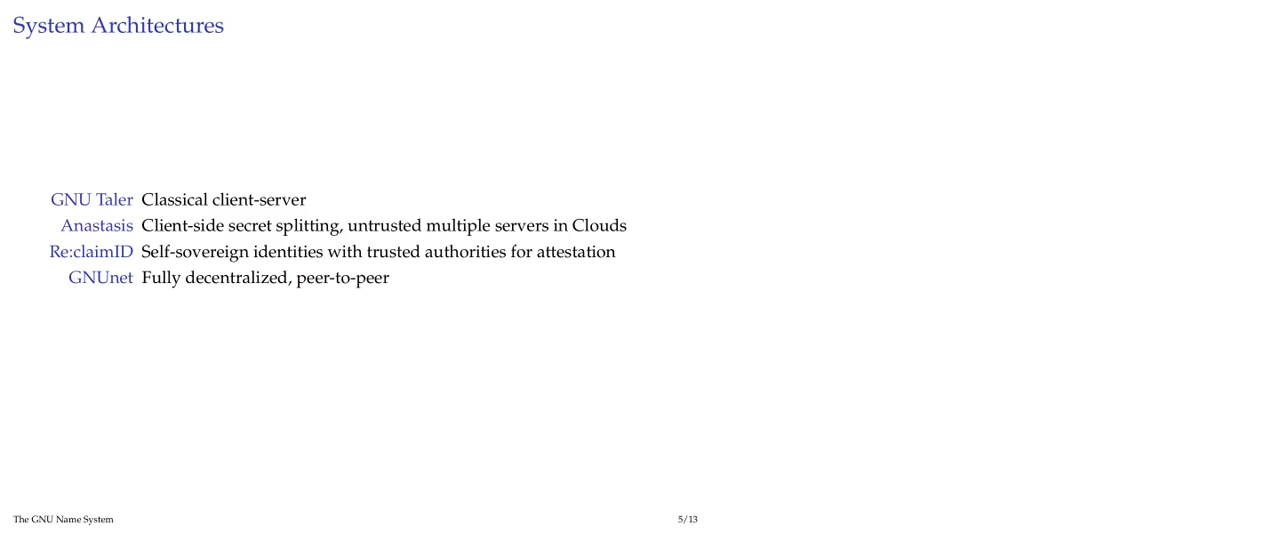 System Architectures
GNU Taler Classical client-server
Anastasis Client-side secret splitting, untrusted multiple servers in Clouds
Re:claimID Self-sovereign identities with trusted authorities for attestation
GNUnet Fully decentralized, peer-to-peer
The GNU Name System 5/13